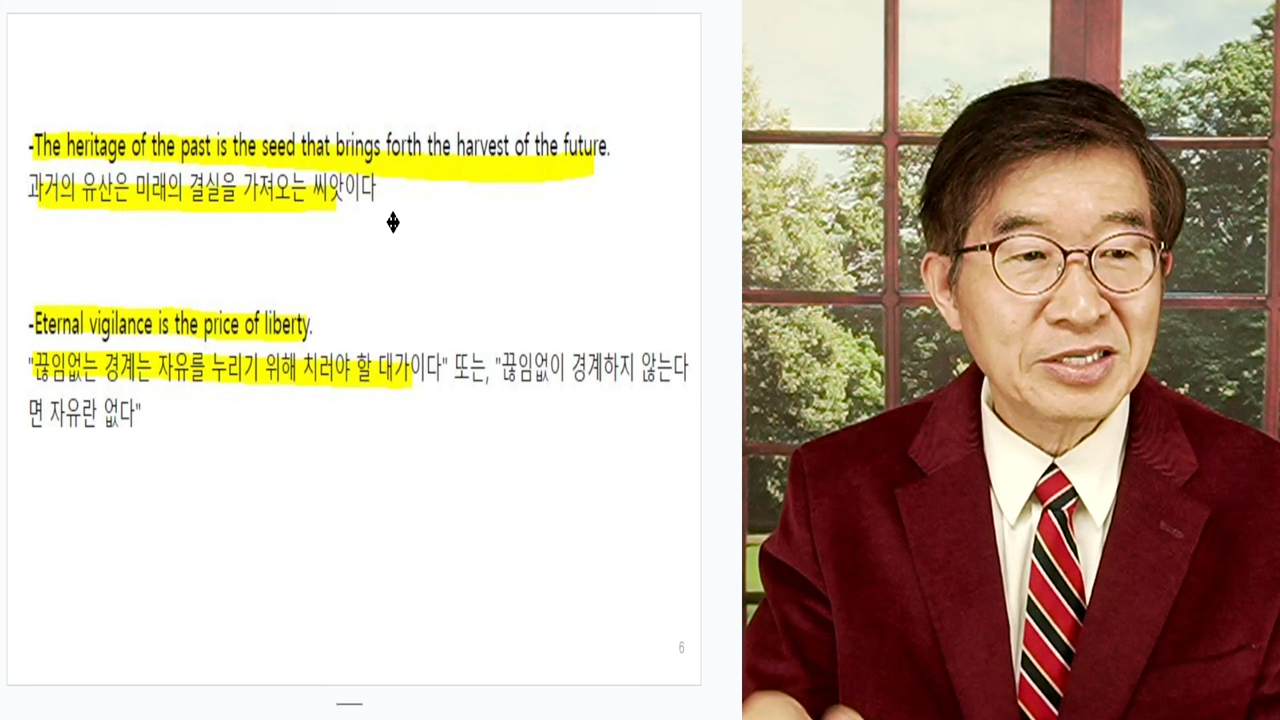 -The heritage of the past is the seed that brings forth the harvest of the future.
과거의 유산은 미래의 결실을 가져오는 씨앗이다
-Eternal vigilance is the price of liberty.
"끊임없는 경계는 자유를 누리기 위해 치러야 할 대가이다" 또는, "끊임없이 경계하지 않는다
면 자유란 없다"
6